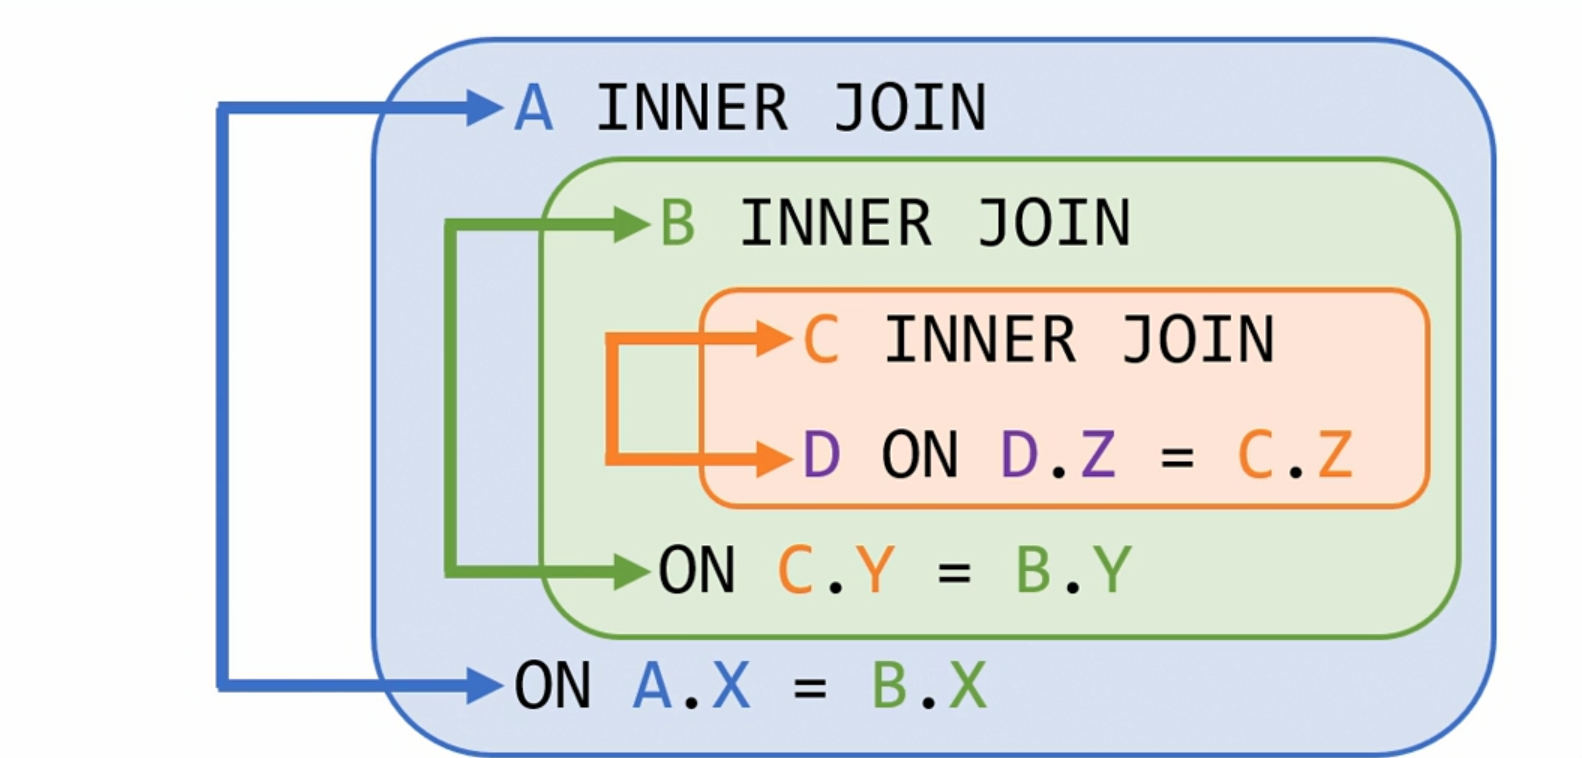 A INNER JOIN
B INNER JOIN
C INNER JOIN
D ON D.Z = C.Z
ON C.Y = B.Y
ON A.X = B.X